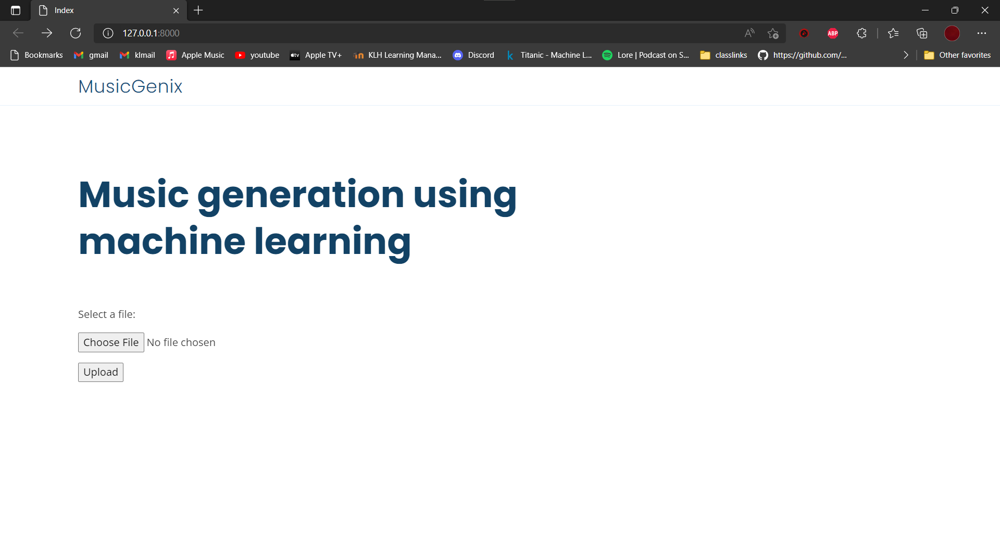 Index
127.0.0.1:8000
ABP
Bookmarks gmail klmail Apple Music youtube tv Apple TV+ KLH Learning Mana... Discord k Titanic - Machine L... Lore | Podcast on S... classlinks https://github.com/... Other favorites
MusicGenix
Music generation using
machine learning
Select a file:
Choose File No file chosen
Upload